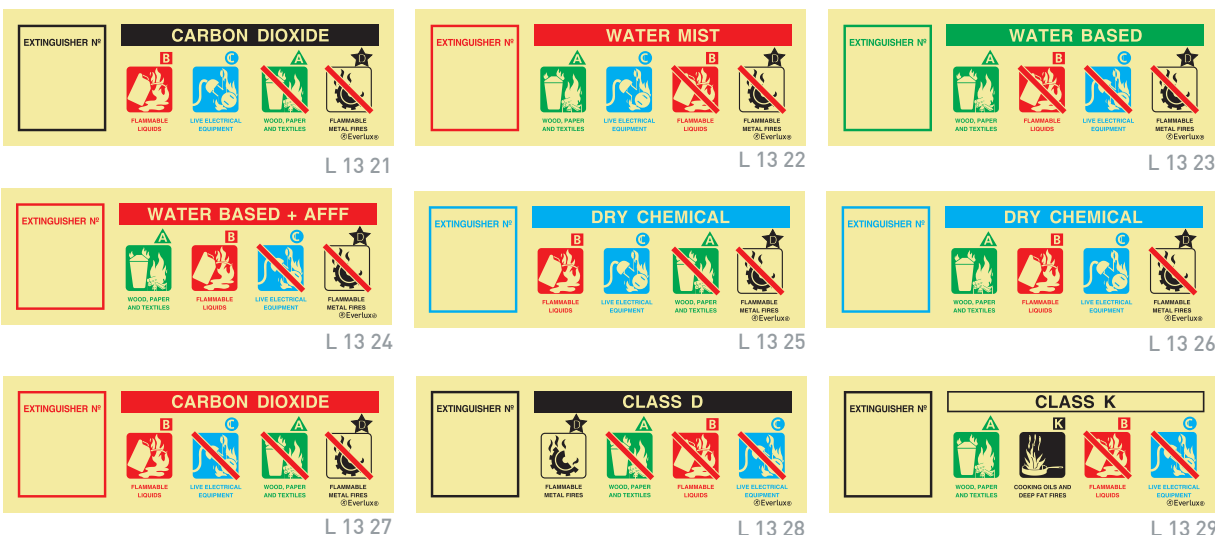 EXTINGUISHER Nº
CARBON DIOXIDE
B
C
A
D
FLAMMABLE
LIQUIDS
LIVE ELECTRICAL
EQUIPMENT
WOOD, PAPER
AND TEXTILES
FLAMMABLE
METAL FIRES
Everlux®
L 13 21
EXTINGUISHER Nº
WATER MIST
A
C
B
D
WOOD, PAPER
AND TEXTILES
LIVE ELECTRICAL
EQUIPMENT
FLAMMABLE
LIQUIDS
FLAMMABLE
METAL FIRES
Everlux®
L 13 22
EXTINGUISHER Nº
WATER BASED
A
B
C
D
WOOD, PAPER
AND TEXTILES
FLAMMABLE
LIQUIDS
LIVE ELECTRICAL
EQUIPMENT
FLAMMABLE
METAL FIRES
Everlux®
L 13 23
EXTINGUISHER Nº
WATER BASED + AFFF
A
B
C
D
WOOD, PAPER
AND TEXTILES
FLAMMABLE
LIQUIDS
LIVE ELECTRICAL
EQUIPMENT
FLAMMABLE
METAL FIRES
Everlux®
L 13 24
EXTINGUISHER Nº
DRY CHEMICAL
B
C
A
D
FLAMMABLE
LIQUIDS
LIVE ELECTRICAL
EQUIPMENT
WOOD, PAPER
AND TEXTILES
FLAMMABLE
METAL FIRES
Everlux®
L 13 25
EXTINGUISHER Nº
DRY CHEMICAL
A
B
C
D
WOOD, PAPER
AND TEXTILES
FLAMMABLE
LIQUIDS
LIVE ELECTRICAL
EQUIPMENT
FLAMMABLE
METAL FIRES
Everlux®
L 13 26
EXTINGUISHER Nº
CARBON DIOXIDE
B
C
A
D
FLAMMABLE
LIQUIDS
LIVE ELECTRICAL
EQUIPMENT
WOOD, PAPER
AND TEXTILES
FLAMMABLE
METAL FIRES
Everlux®
L 13 27
EXTINGUISHER Nº
CLASS D
D
A
B
C
FLAMMABLE
METAL FIRES
WOOD, PAPER
AND TEXTILES
FLAMMABLE
LIQUIDS
LIVE ELECTRICAL
EQUIPMENT
Everlux®
L 13 28
EXTINGUISHER Nº
CLASS K
A
K
B
C
WOOD, PAPER
AND TEXTILES
COOKING OILS AND
DEEP FAT FIRES
FLAMMABLE
LIQUIDS
LIVE ELECTRICAL
EQUIPMENT
Everlux®
L 13 29